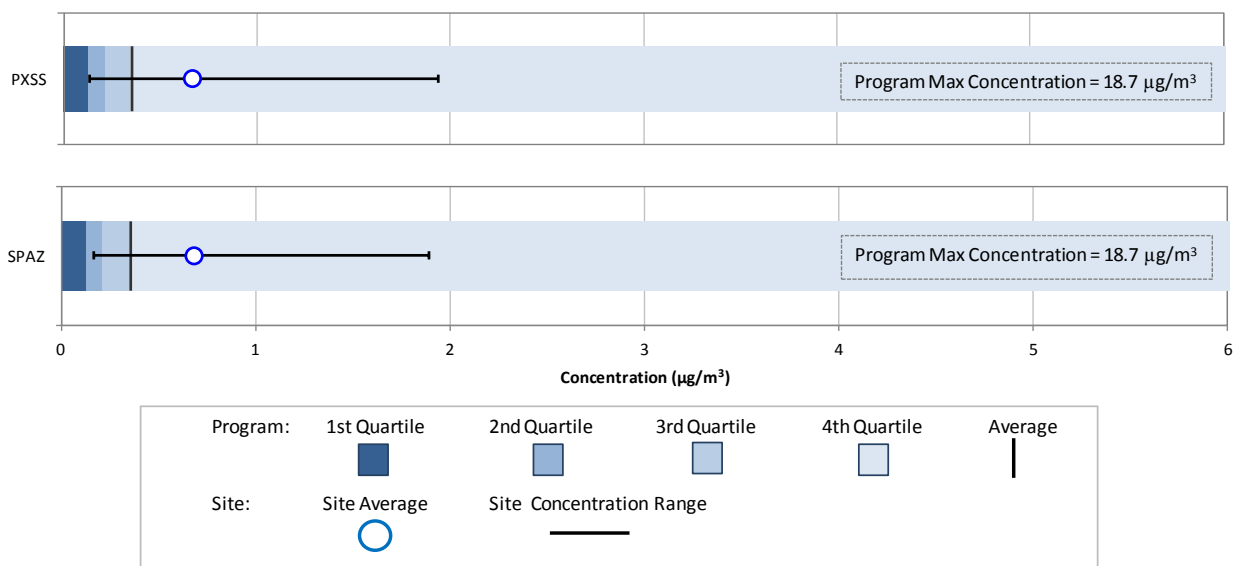 PXSS
Program Max Concentration = 18.7 µg/m³
SPAZ
Program Max Concentration = 18.7 µg/m³
0 1 2 3 4 5 6
Concentration (µg/m³)
Program: 1st Quartile 2nd Quartile 3rd Quartile 4th Quartile Average
Site: Site Average Site Concentration Range